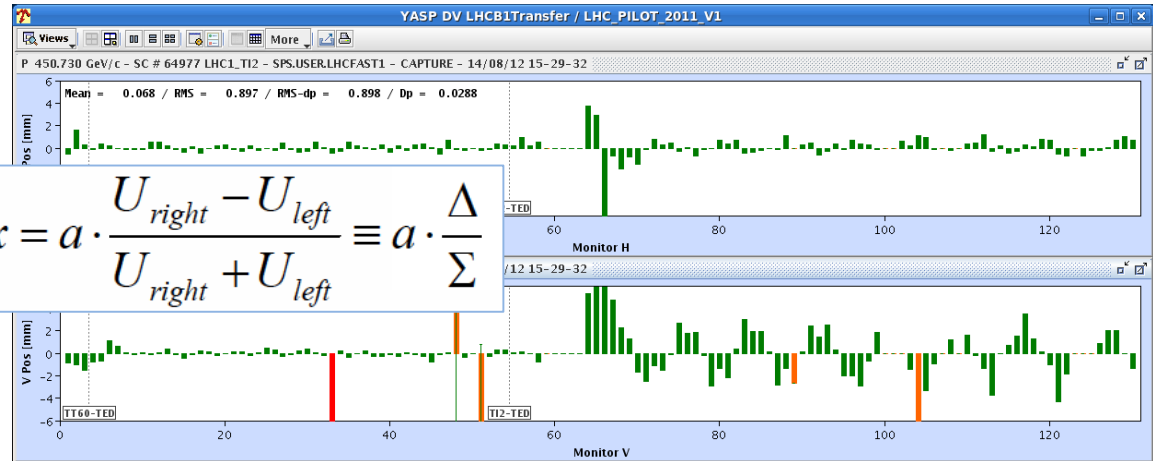 YASP DV LHCB1Transfer / LHC_PILOT_2011_V1
Views More
P 450.730 GeV/c - SC # 64977 LHC1_TI2 - SPS.USER.LHCFAST1 - CAPTURE - 14/08/12 15-29-32
Mean = 0.068 / RMS = 0.897 / RMS-dp = 0.898 / Dp = 0.0288
6
4
2
0
Pos [mm]
-TED
60 80 100 120
Monitor H
x = a · (U_right − U_left) / (U_right + U_left) ≡ a · Δ / Σ
/12 15-29-32
4
2
0
-2
-4
-6
V Pos [mm]
TT60-TED TI2-TED
0 20 40 60 80 100 120
Monitor V